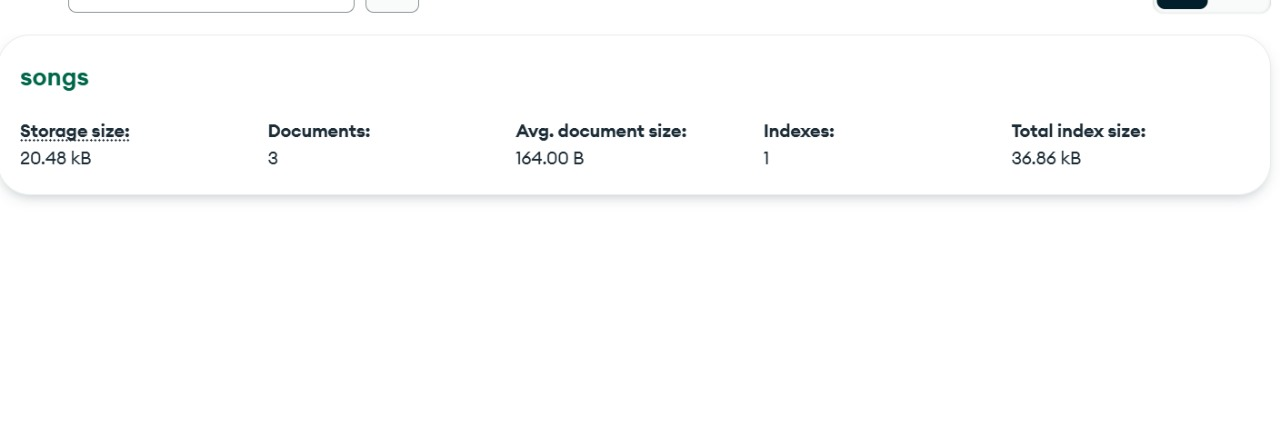 songs
Storage size: Documents: Avg. document size: Indexes: Total index size:
20.48 kB 3 164.00 B 1 36.86 kB